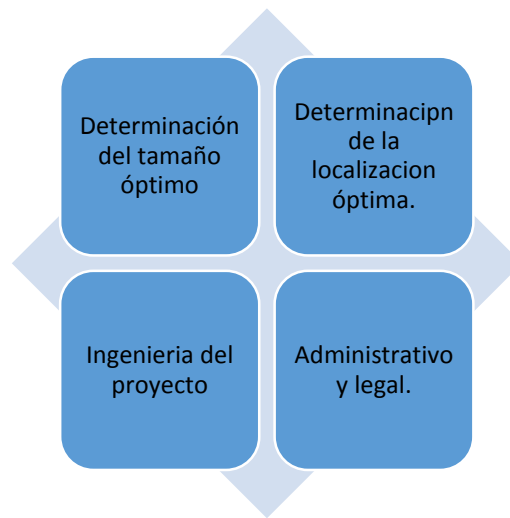 Determinación
del tamaño
óptimo
Determinacipn
de la
localizacion
óptima.
Ingenieria del
proyecto
Administrativo
y legal.